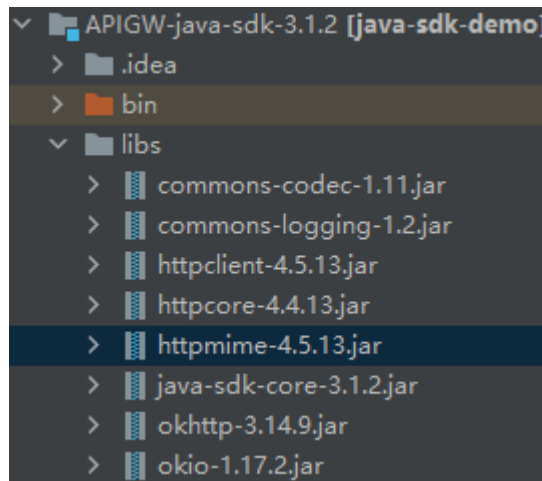 APIGW-java-sdk-3.1.2 [java-sdk-demo]
.idea
bin
libs
commons-codec-1.11.jar
commons-logging-1.2.jar
httpclient-4.5.13.jar
httpcore-4.4.13.jar
httpmime-4.5.13.jar
java-sdk-core-3.1.2.jar
okhttp-3.14.9.jar
okio-1.17.2.jar